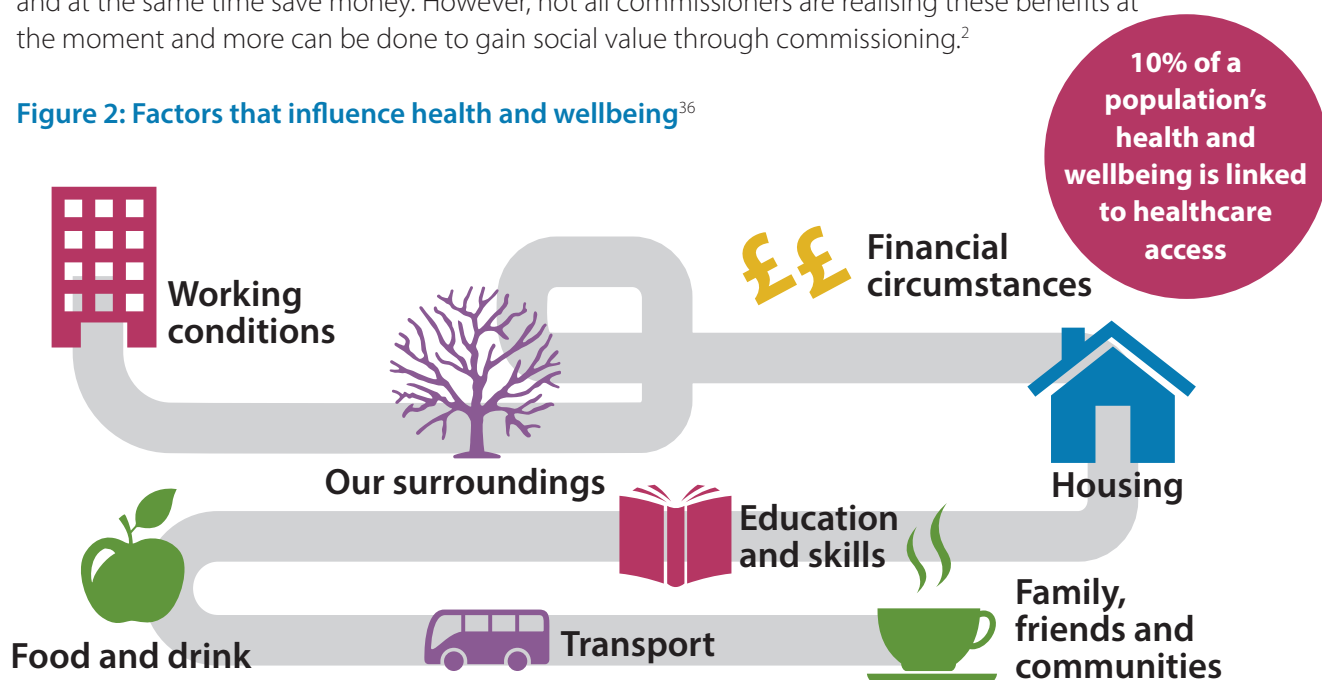 and at the same time save money. However, not all commissioners are realising these benefits at
the moment and more can be done to gain social value through commissioning.²
Figure 2: Factors that influence health and wellbeing³⁶
10% of a
population’s
health and
wellbeing is linked
to healthcare
access
Working
conditions
££
Financial
circumstances
Our surroundings
Housing
Education
and skills
Food and drink
Transport
Family,
friends and
communities